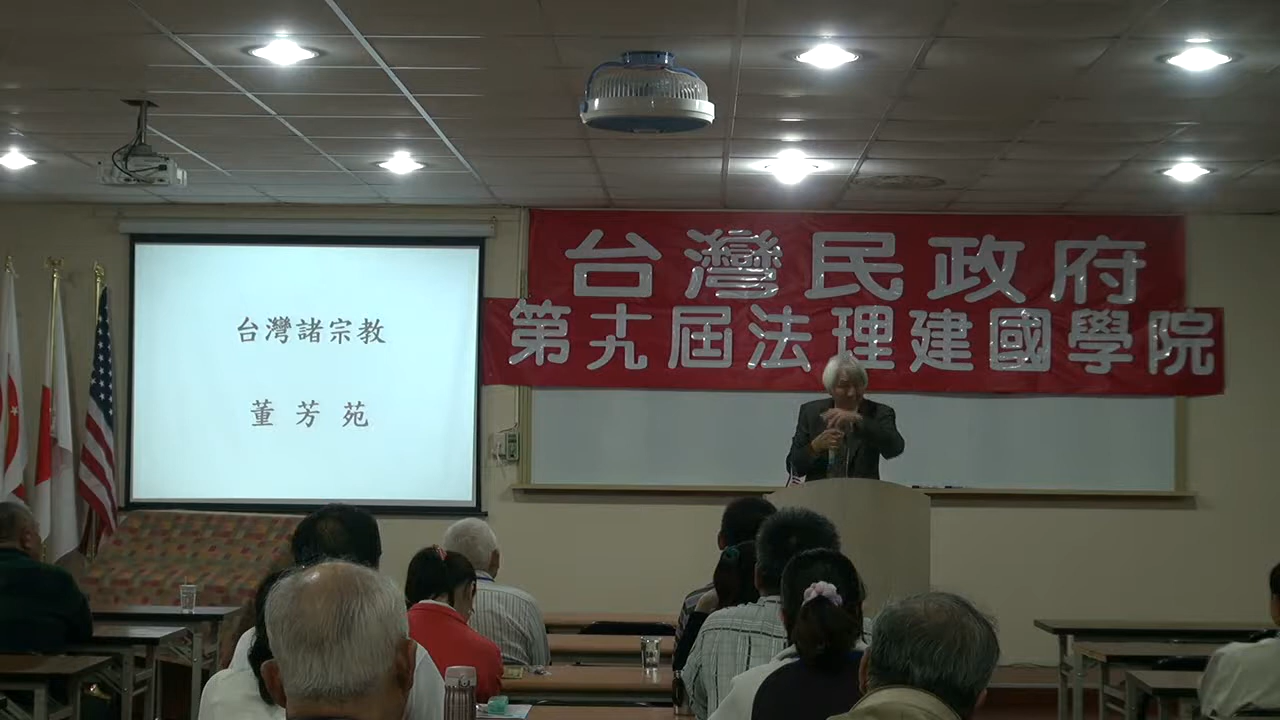 台灣民政府
第九屆法理建國學院
台灣諸宗教
董芳苑